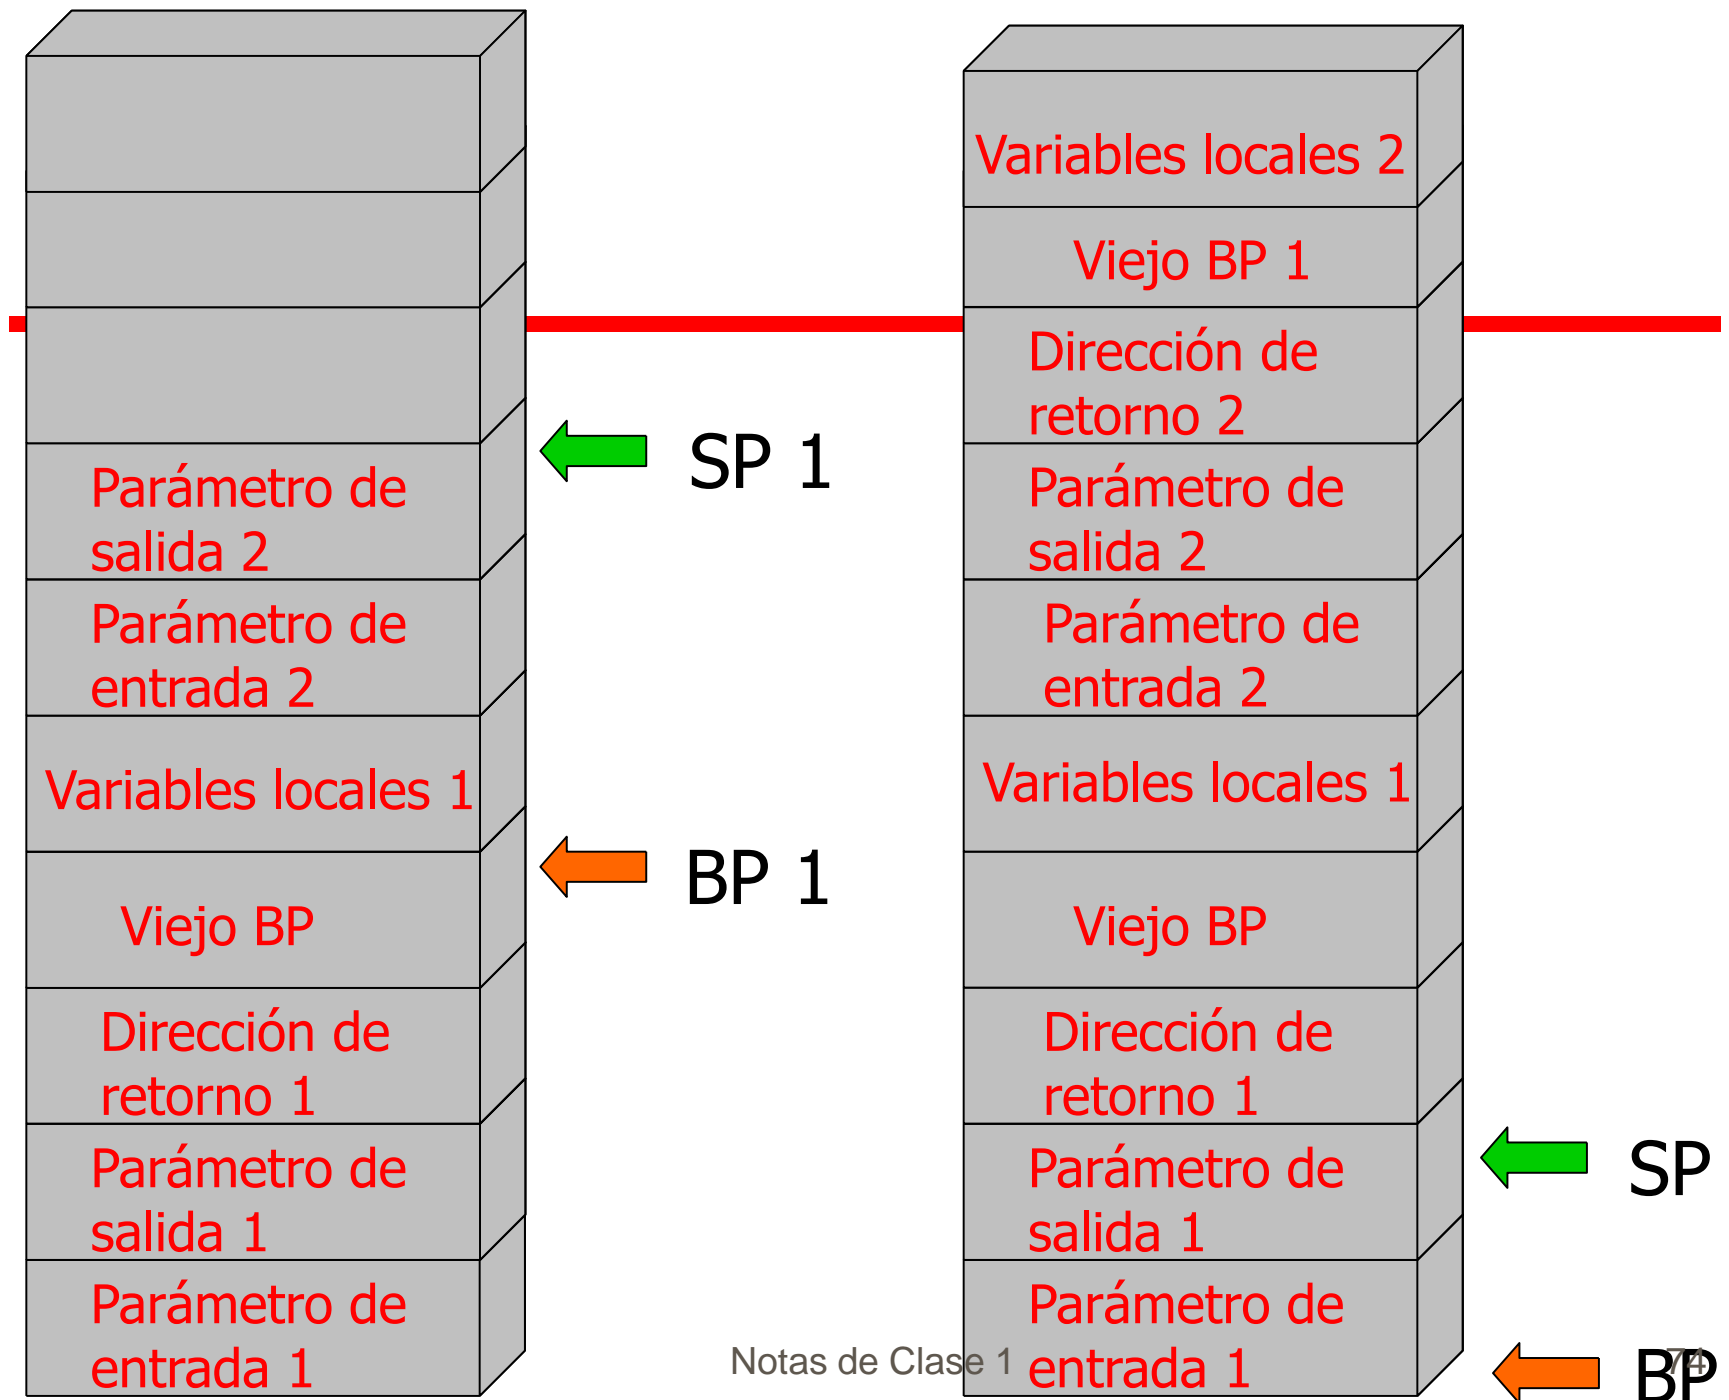 Parámetro de
salida 2
Parámetro de
entrada 2
Variables locales 1
Viejo BP
Dirección de
retorno 1
Parámetro de
salida 1
Parámetro de
entrada 1
SP 1
BP 1
Variables locales 2
Viejo BP 1
Dirección de
retorno 2
Parámetro de
salida 2
Parámetro de
entrada 2
Variables locales 1
Viejo BP
Dirección de
retorno 1
Parámetro de
salida 1
Parámetro de
entrada 1
SP
BP
Notas de Clase 1
74